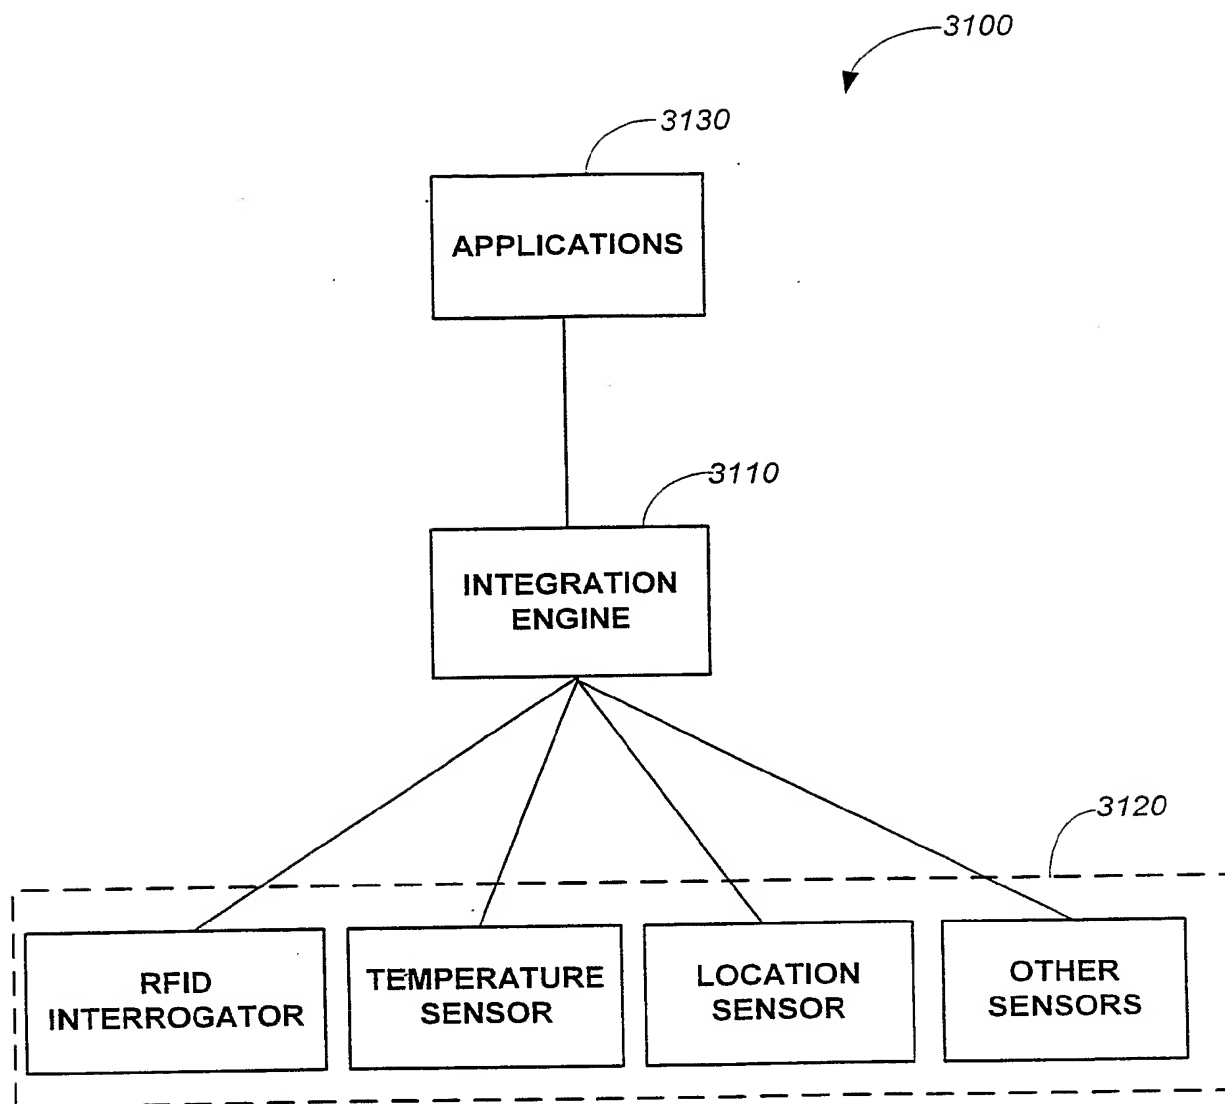 3100
3130
APPLICATIONS
3110
INTEGRATION
ENGINE
3120
RFID
INTERROGATOR
TEMPERATURE
SENSOR
LOCATION
SENSOR
OTHER
SENSORS